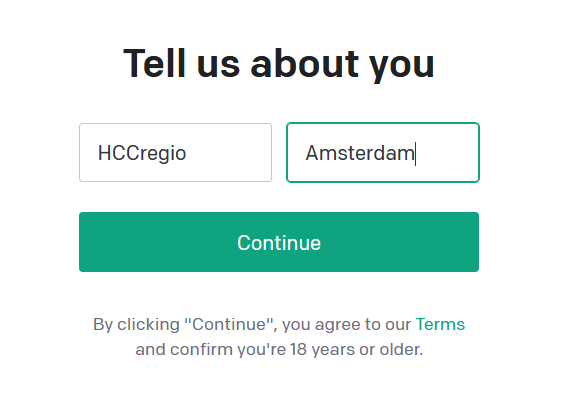 Tell us about you
HCCregio Amsterdam
Continue
By clicking "Continue", you agree to our Terms
and confirm you're 18 years or older.